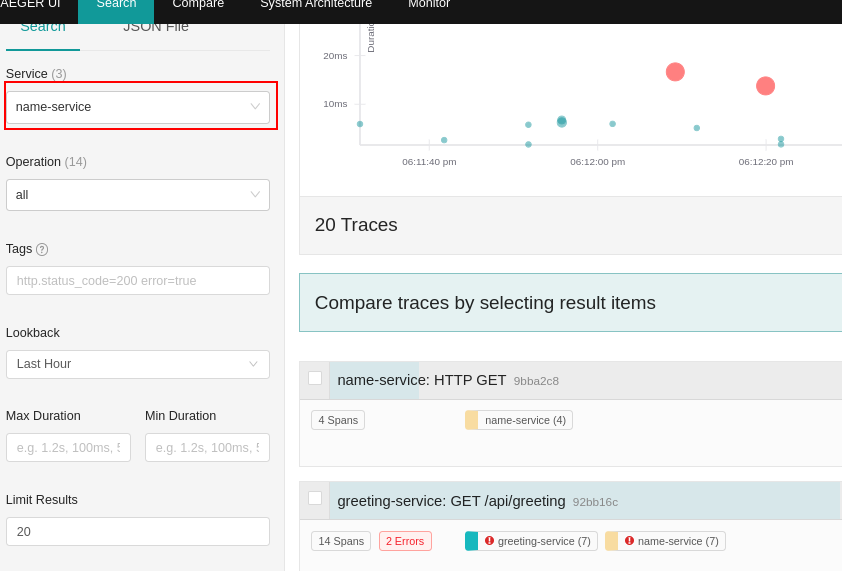 AEGER UI Search Compare System Architecture Monitor
Search JSON File
Service (3)
name-service
Operation (14)
all
Tags ?
http.status_code=200 error=true
Lookback
Last Hour
Max Duration Min Duration
e.g. 1.2s, 100ms, 5 e.g. 1.2s, 100ms, 5
Limit Results
20
Duratio
20ms
10ms
06:11:40 pm 06:12:00 pm 06:12:20 pm
20 Traces
Compare traces by selecting result items
name-service: HTTP GET 9bba2c8
4 Spans name-service (4)
greeting-service: GET /api/greeting 92bb16c
14 Spans 2 Errors greeting-service (7) name-service (7)